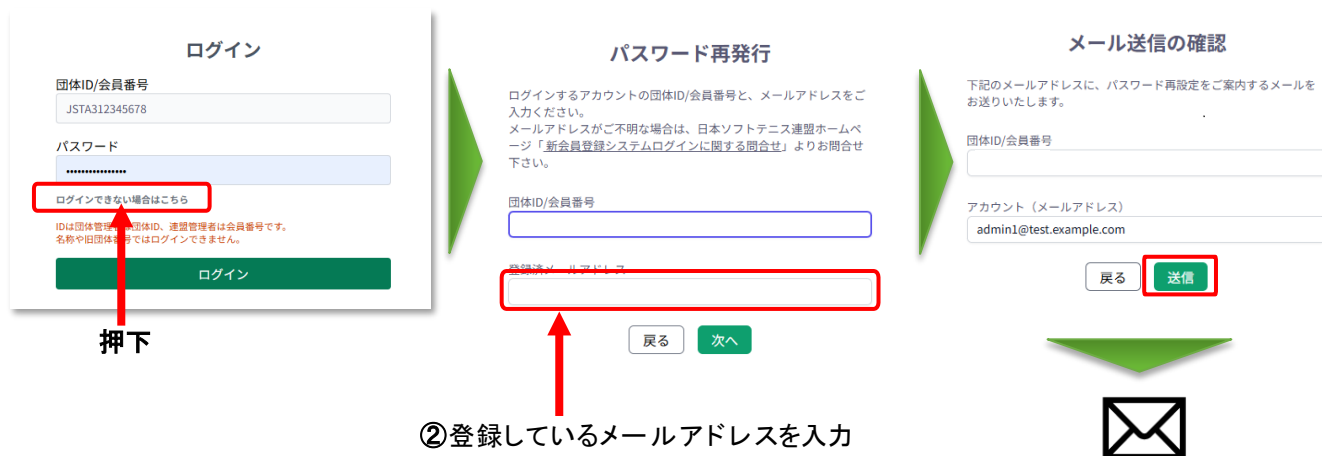 ログイン
団体ID/会員番号
JSTA312345678
パスワード
••••••••••••••••
ログインできない場合はこちら
IDは団体管理者は団体ID、連盟管理者は会員番号です。
名称や旧団体番号ではログインできません。
ログイン
押下
パスワード再発行
ログインするアカウントの団体ID/会員番号と、メールアドレスをご
入力ください。
メールアドレスがご不明な場合は、日本ソフトテニス連盟ホームペ
ージ「新会員登録システムログインに関する問合せ」よりお問合せ
下さい。
団体ID/会員番号
登録済メールアドレス
戻る
次へ
②登録しているメールアドレスを入力
メール送信の確認
下記のメールアドレスに、パスワード再設定をご案内するメールを
お送りいたします。
団体ID/会員番号
アカウント（メールアドレス）
admin1@test.example.com
戻る
送信